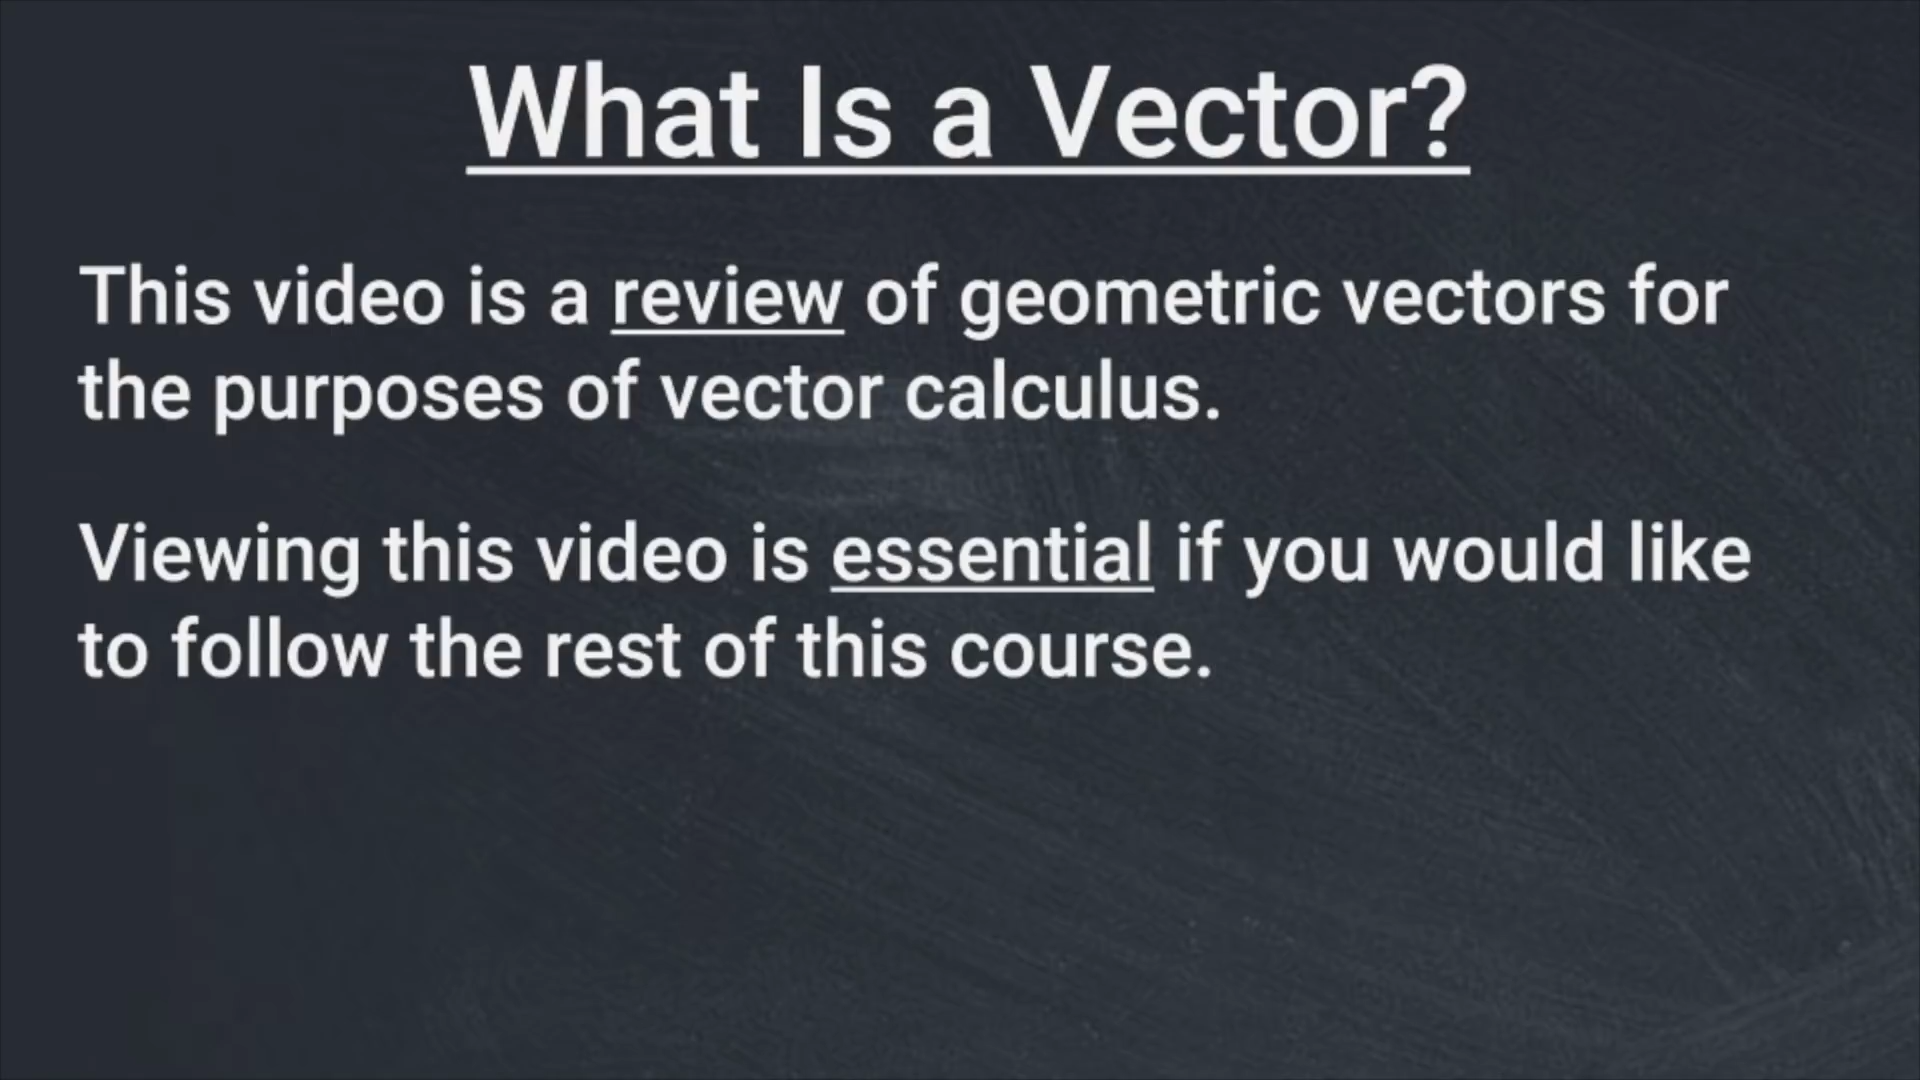 What Is a Vector?
This video is a review of geometric vectors for
the purposes of vector calculus.
Viewing this video is essential if you would like
to follow the rest of this course.